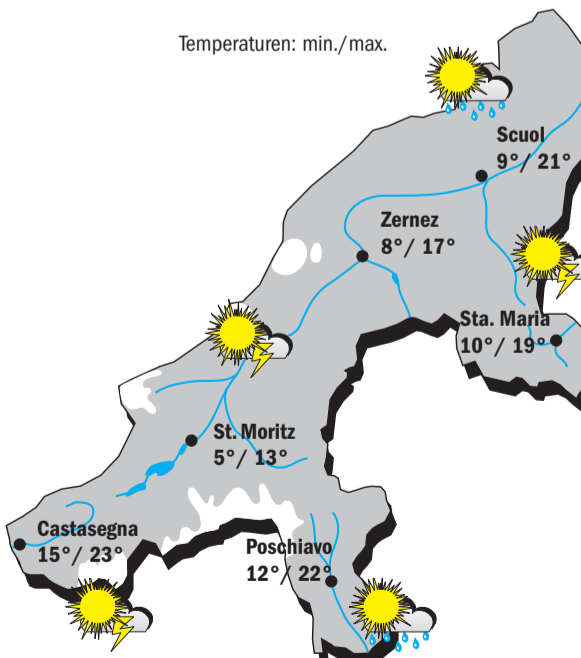 Temperaturen: min./max.
Scuol
9°/ 21°
Zernez
8°/ 17°
Sta. Maria
10°/ 19°
St. Moritz
5°/ 13°
Castasegna
15°/ 23°
Poschiavo
12°/ 22°